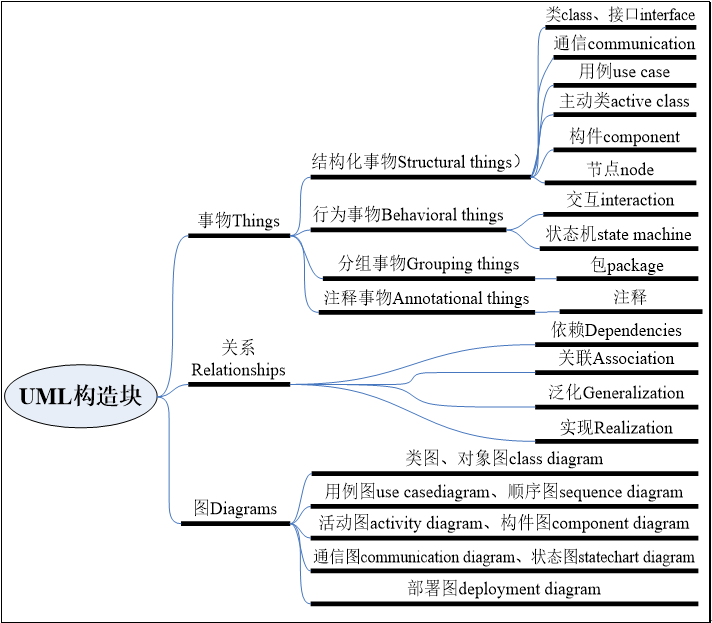 UML构造块
事物Things
结构化事物Structural things）
类class、接口interface
通信communication
用例use case
主动类active class
构件component
节点node
行为事物Behavioral things
交互interaction
状态机state machine
分组事物Grouping things
包package
注释事物Annotational things
注释
关系
Relationships
依赖Dependencies
关联Association
泛化Generalization
实现Realization
图Diagrams
类图、对象图class diagram
用例图use casediagram、顺序图sequence diagram
活动图activity diagram、构件图component diagram
通信图communication diagram、状态图statechart diagram
部署图deployment diagram